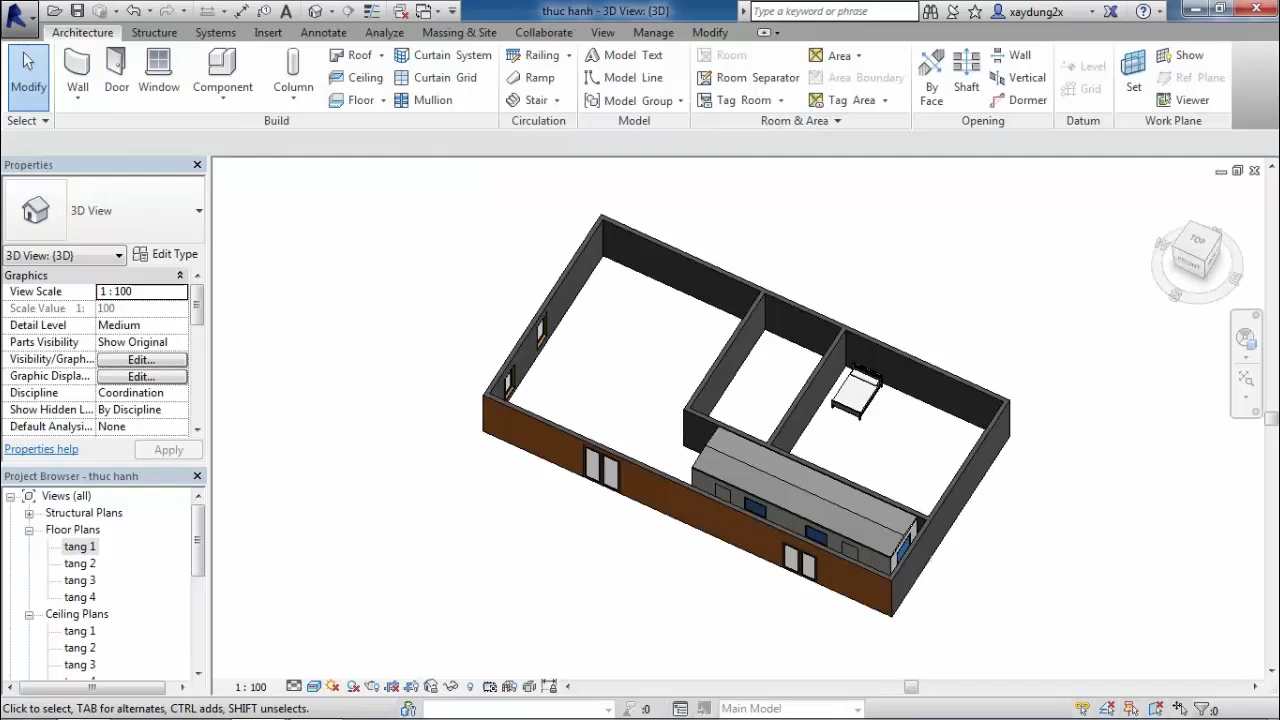 thuc hanh - 3D View: {3D}
Type a keyword or phrase
xaydung2x
Architecture Structure Systems Insert Annotate Analyze Massing & Site Collaborate View Manage Modify
Modify
Select
Wall
Door
Window
Component
Column
Roof
Ceiling
Floor
Curtain System
Curtain Grid
Mullion
Build
Railing
Ramp
Stair
Circulation
Model Text
Model Line
Model Group
Model
Room
Room Separator
Tag Room
Area
Area Boundary
Tag Area
Room & Area
By
Face
Shaft
Wall
Vertical
Dormer
Opening
Level
Grid
Datum
Set
Show
Ref Plane
Viewer
Work Plane
Properties
3D View
3D View: {3D}
Edit Type
Graphics
View Scale 1 : 100
Scale Value 1: 100
Detail Level Medium
Parts Visibility Show Original
Visibility/Graph... Edit...
Graphic Displa... Edit...
Discipline Coordination
Show Hidden L... By Discipline
Default Analysi... None
Properties help
Apply
Project Browser - thuc hanh
Views (all)
Structural Plans
Floor Plans
tang 1
tang 2
tang 3
tang 4
Ceiling Plans
tang 1
tang 2
tang 3
TOP
FRONT
1 : 100
Click to select, TAB for alternates, CTRL adds, SHIFT unselects.
:0
Main Model
:0